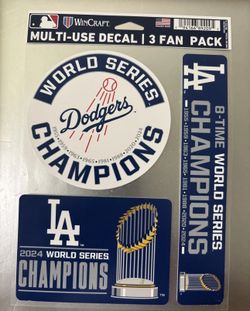 WINCRAFT
MULTI-USE DECAL | 3 FAN PACK
WORLD SERIES
Dodgers
CHAMPIONS
LA
8-TIME WORLD SERIES
CHAMPIONS
LA
2024 WORLD SERIES
CHAMPIONS